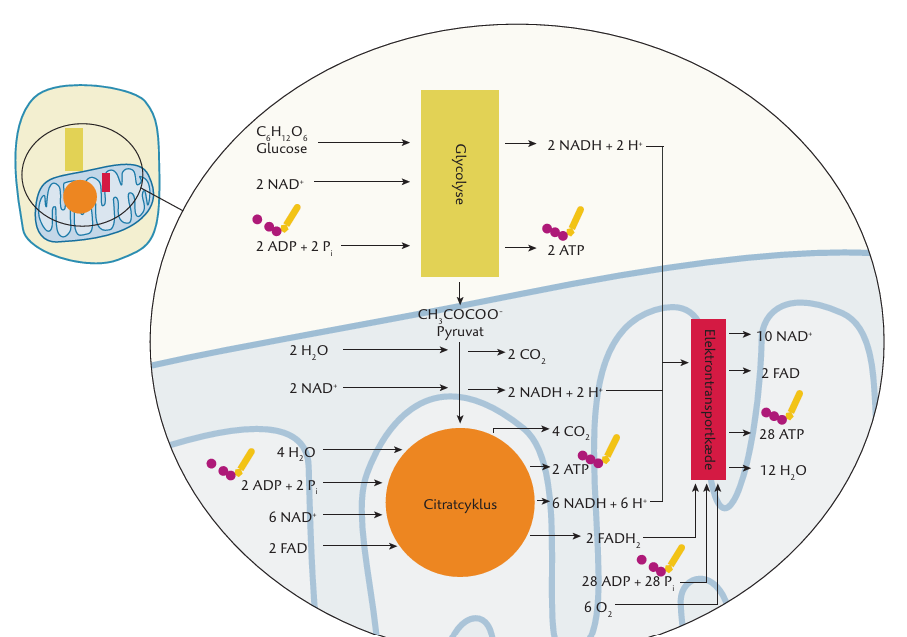 C₆H₁₂O₆
Glucose
2 NAD⁺
2 ADP + 2 Pᵢ
Glycolyse
2 NADH + 2 H⁺
2 ATP
CH₃COCOO⁻
Pyruvat
2 H₂O
2 CO₂
2 NAD⁺
2 NADH + 2 H⁺
4 H₂O
2 ADP + 2 Pᵢ
6 NAD⁺
2 FAD
Citratcyklus
4 CO₂
2 ATP
6 NADH + 6 H⁺
2 FADH₂
28 ADP + 28 Pᵢ
6 O₂
Elektrontransportkæde
10 NAD⁺
2 FAD
28 ATP
12 H₂O